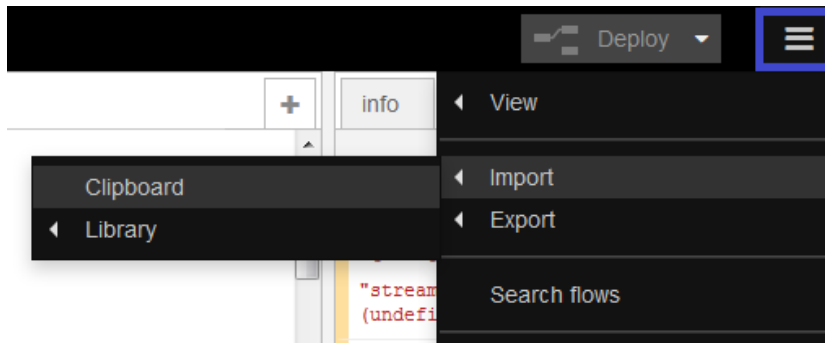 Deploy
info
View
Clipboard
Import
Library
Export
"stream
(undefi
Search flows